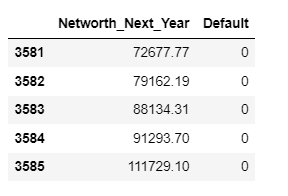 Networth_Next_Year Default
3581 72677.77 0
3582 79162.19 0
3583 88134.31 0
3584 91293.70 0
3585 111729.10 0